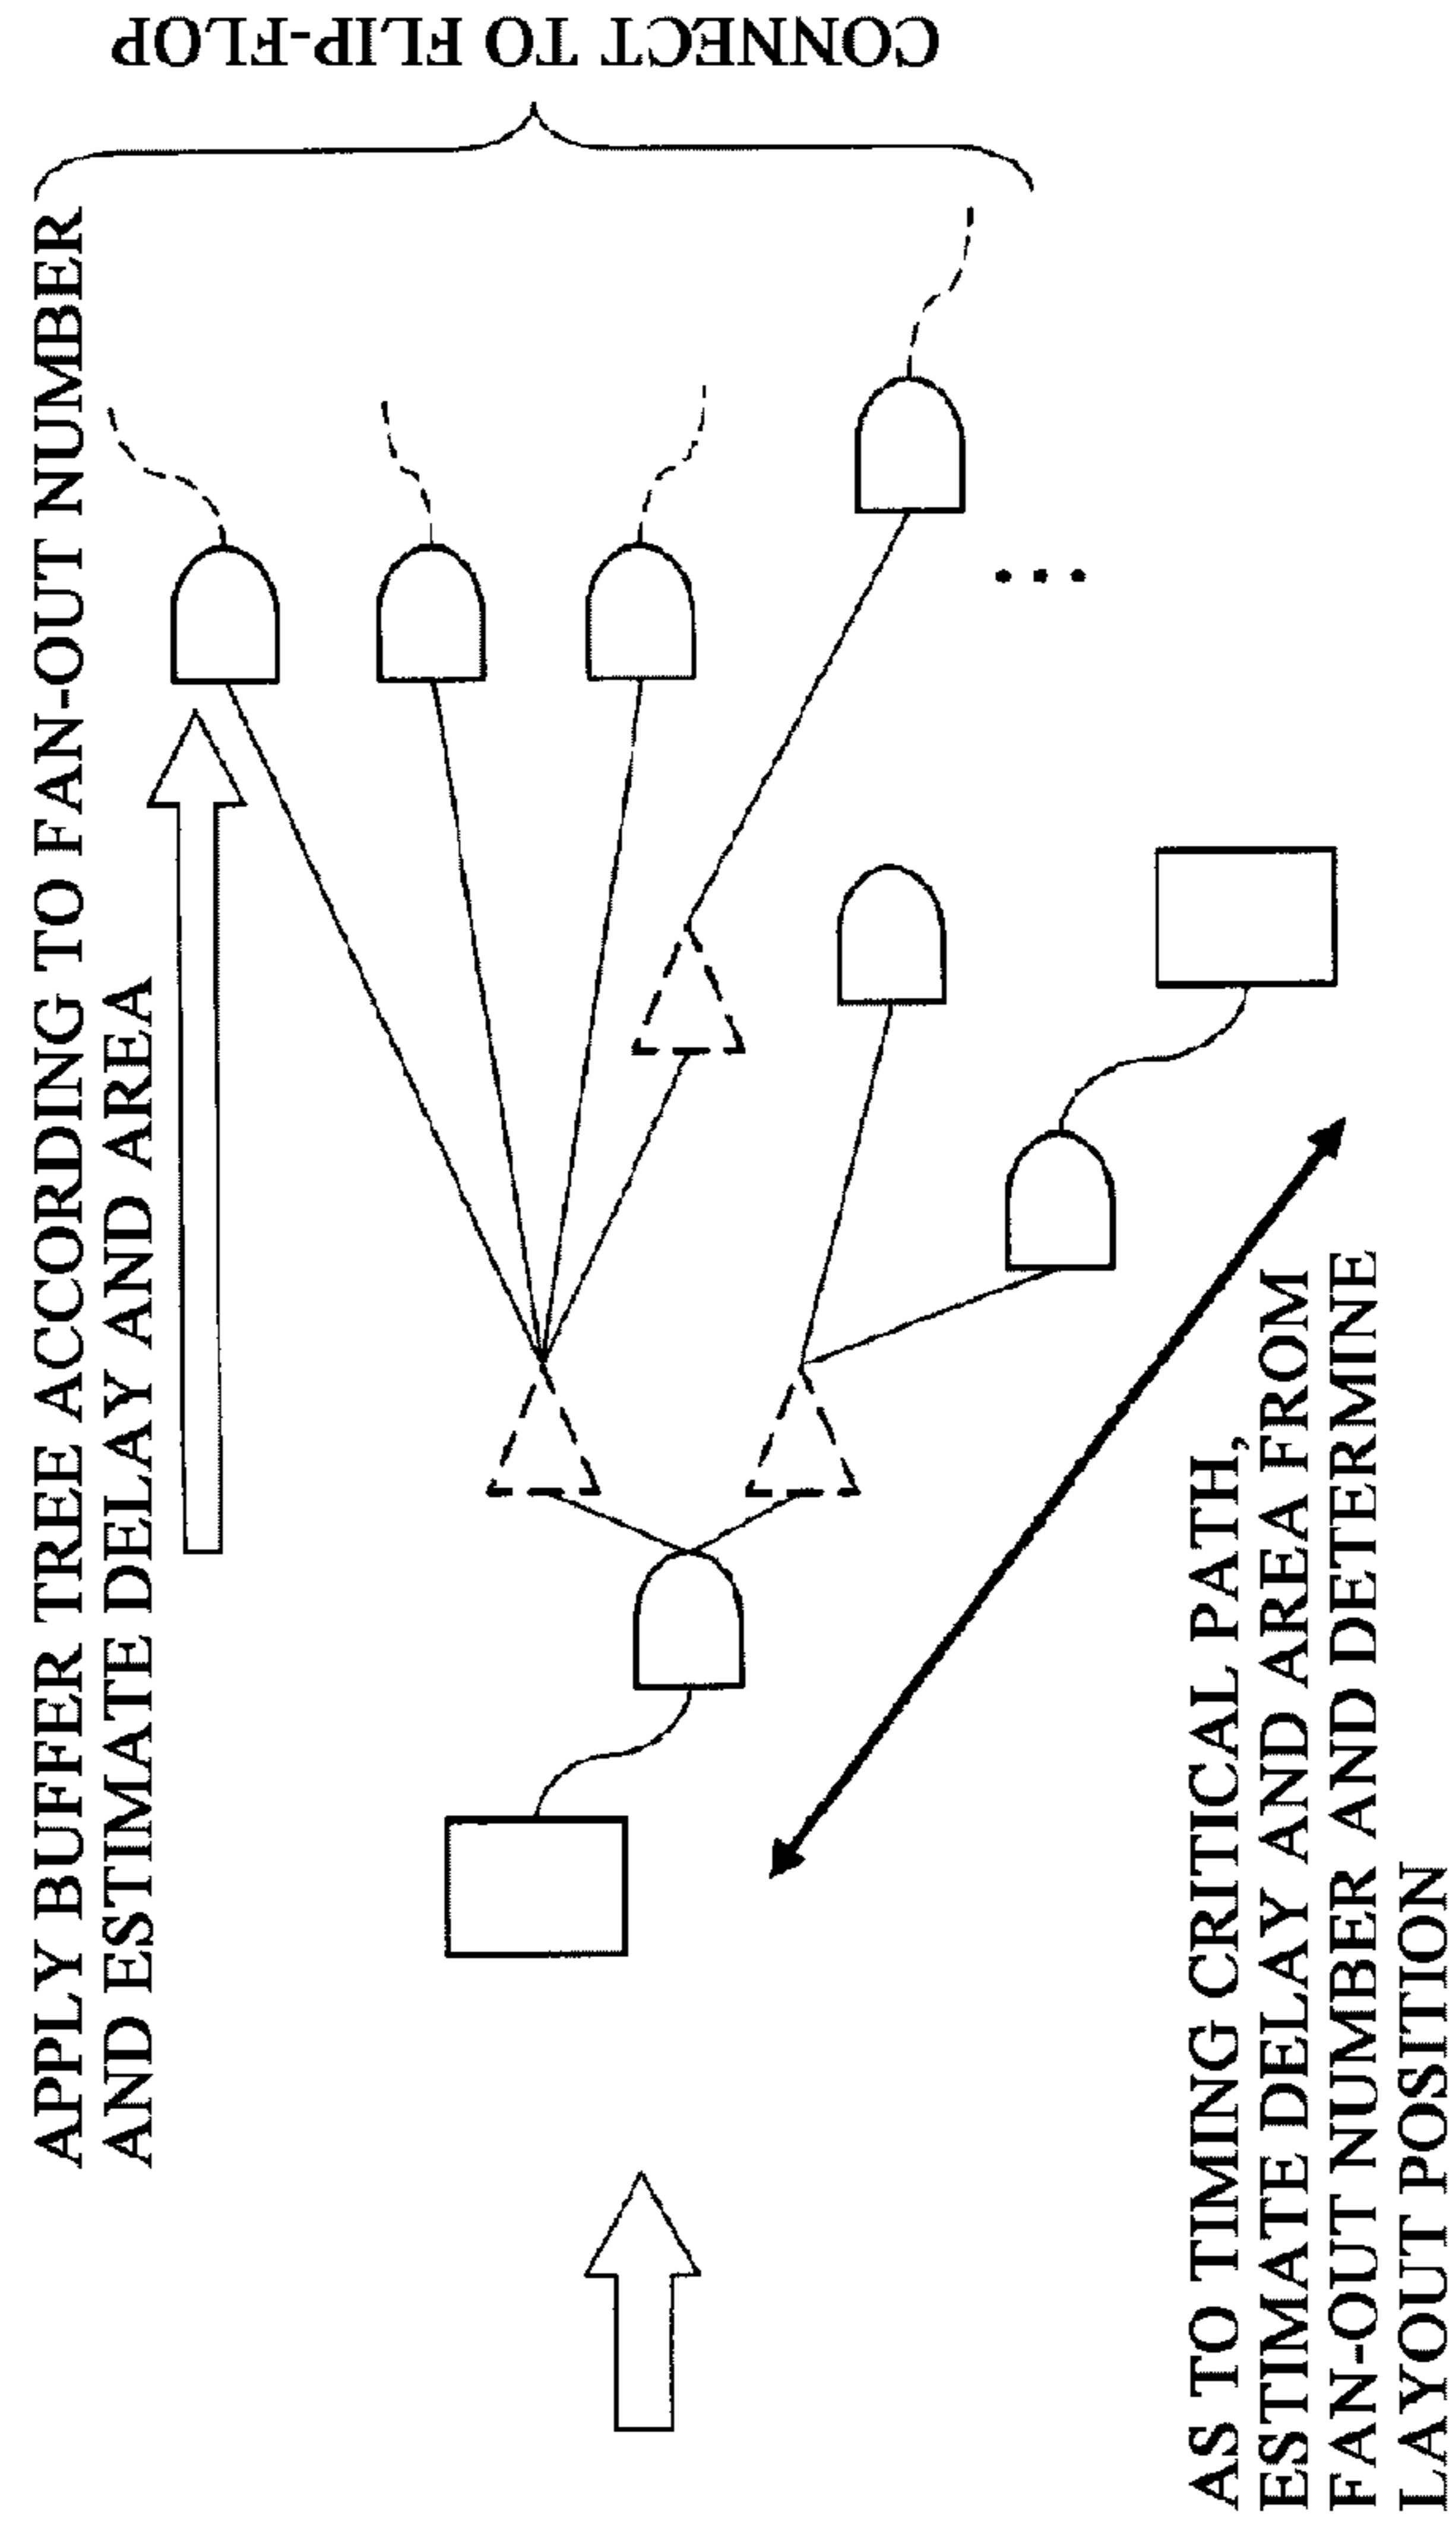 APPLY BUFFER TREE ACCORDING TO FAN-OUT NUMBER
AND ESTIMATE DELAY AND AREA
CONNECT TO FLIP-FLOP
AS TO TIMING CRITICAL PATH,
ESTIMATE DELAY AND AREA FROM
FAN-OUT NUMBER AND DETERMINE
LAYOUT POSITION